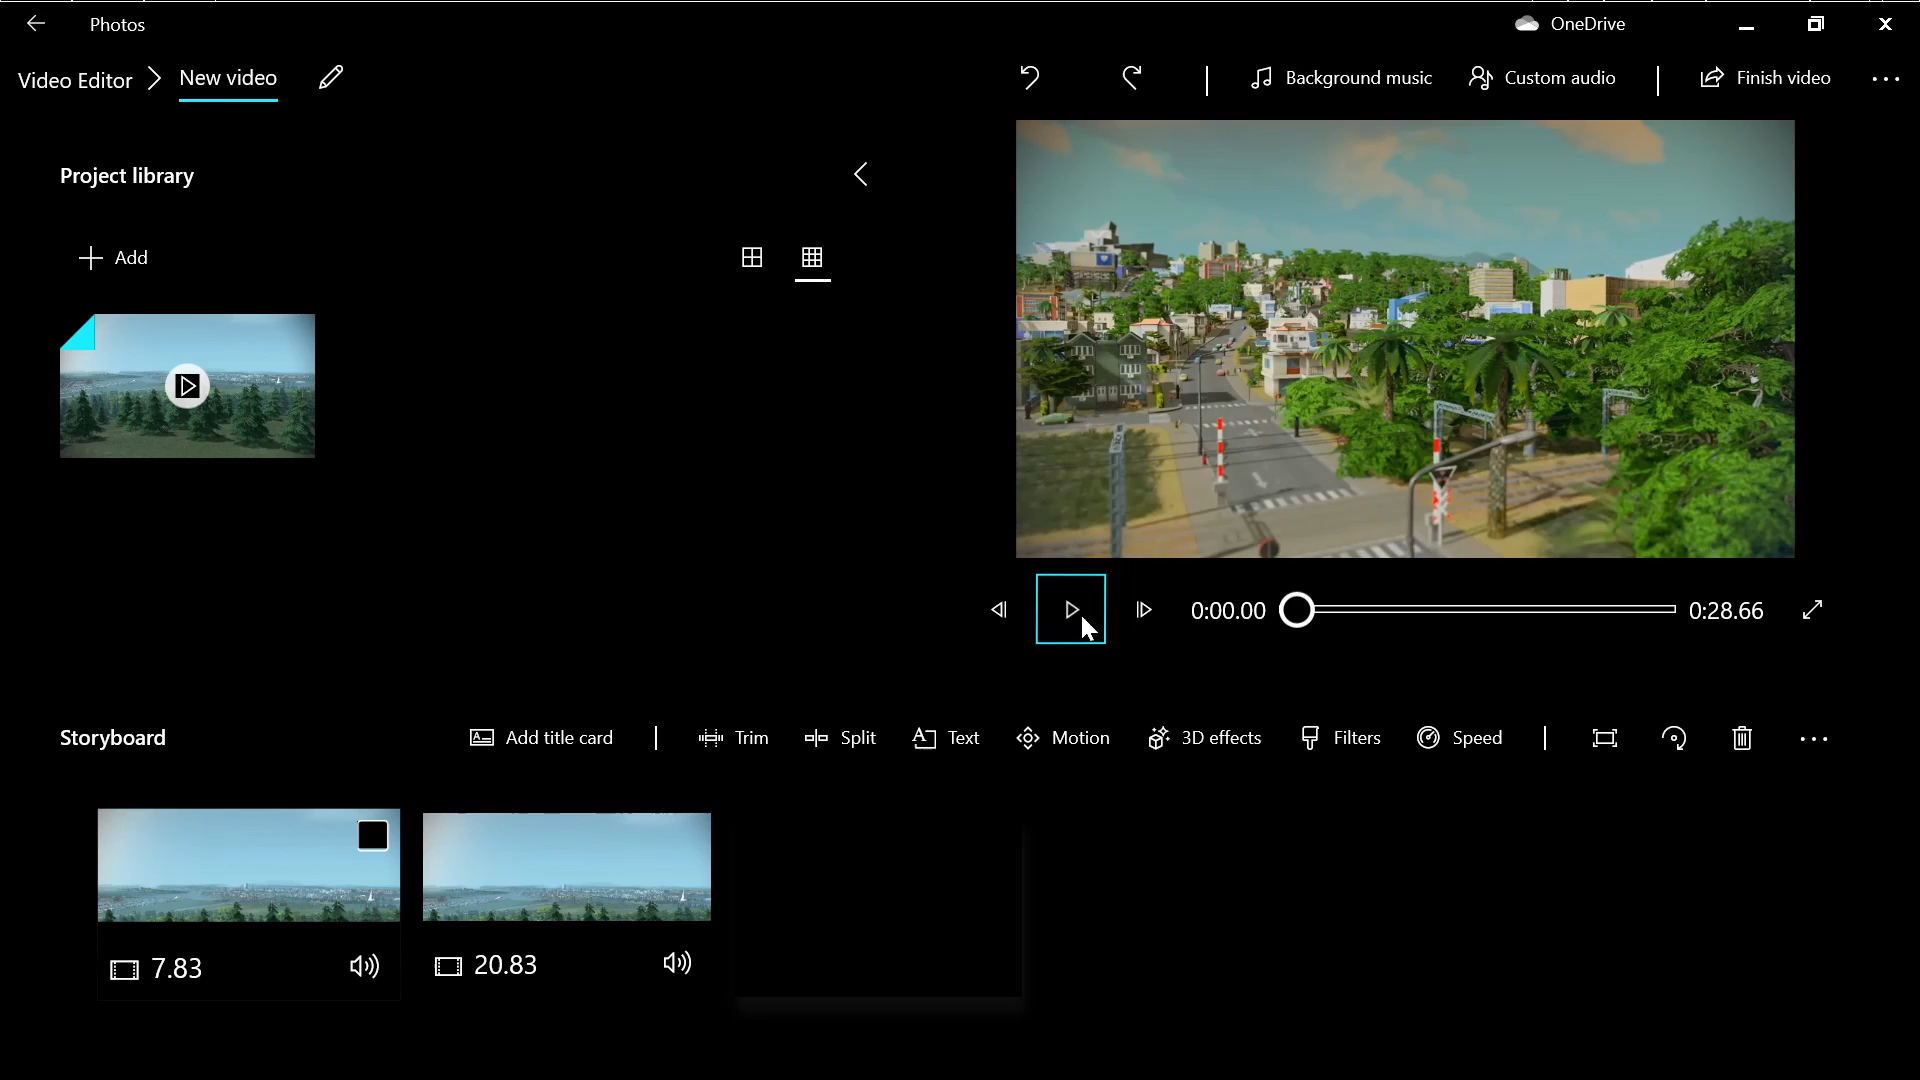 Photos
OneDrive
Video Editor
New video
Background music
Custom audio
Finish video
Project library
Add
0:00.00
0:28.66
Storyboard
Add title card
Trim
Split
Text
Motion
3D effects
Filters
Speed
7.83
20.83